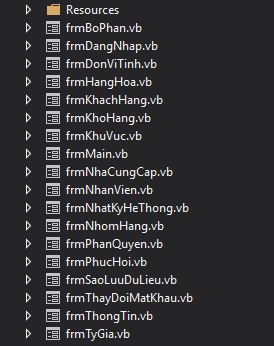 Resources
frmBoPhan.vb
frmDangNhap.vb
frmDonViTinh.vb
frmHangHoa.vb
frmKhachHang.vb
frmKhoHang.vb
frmKhuVuc.vb
frmMain.vb
frmNhaCungCap.vb
frmNhanVien.vb
frmNhatKyHeThong.vb
frmNhomHang.vb
frmPhanQuyen.vb
frmPhucHoi.vb
frmSaoLuuDuLieu.vb
frmThayDoiMatKhau.vb
frmThongTin.vb
frmTyGia.vb